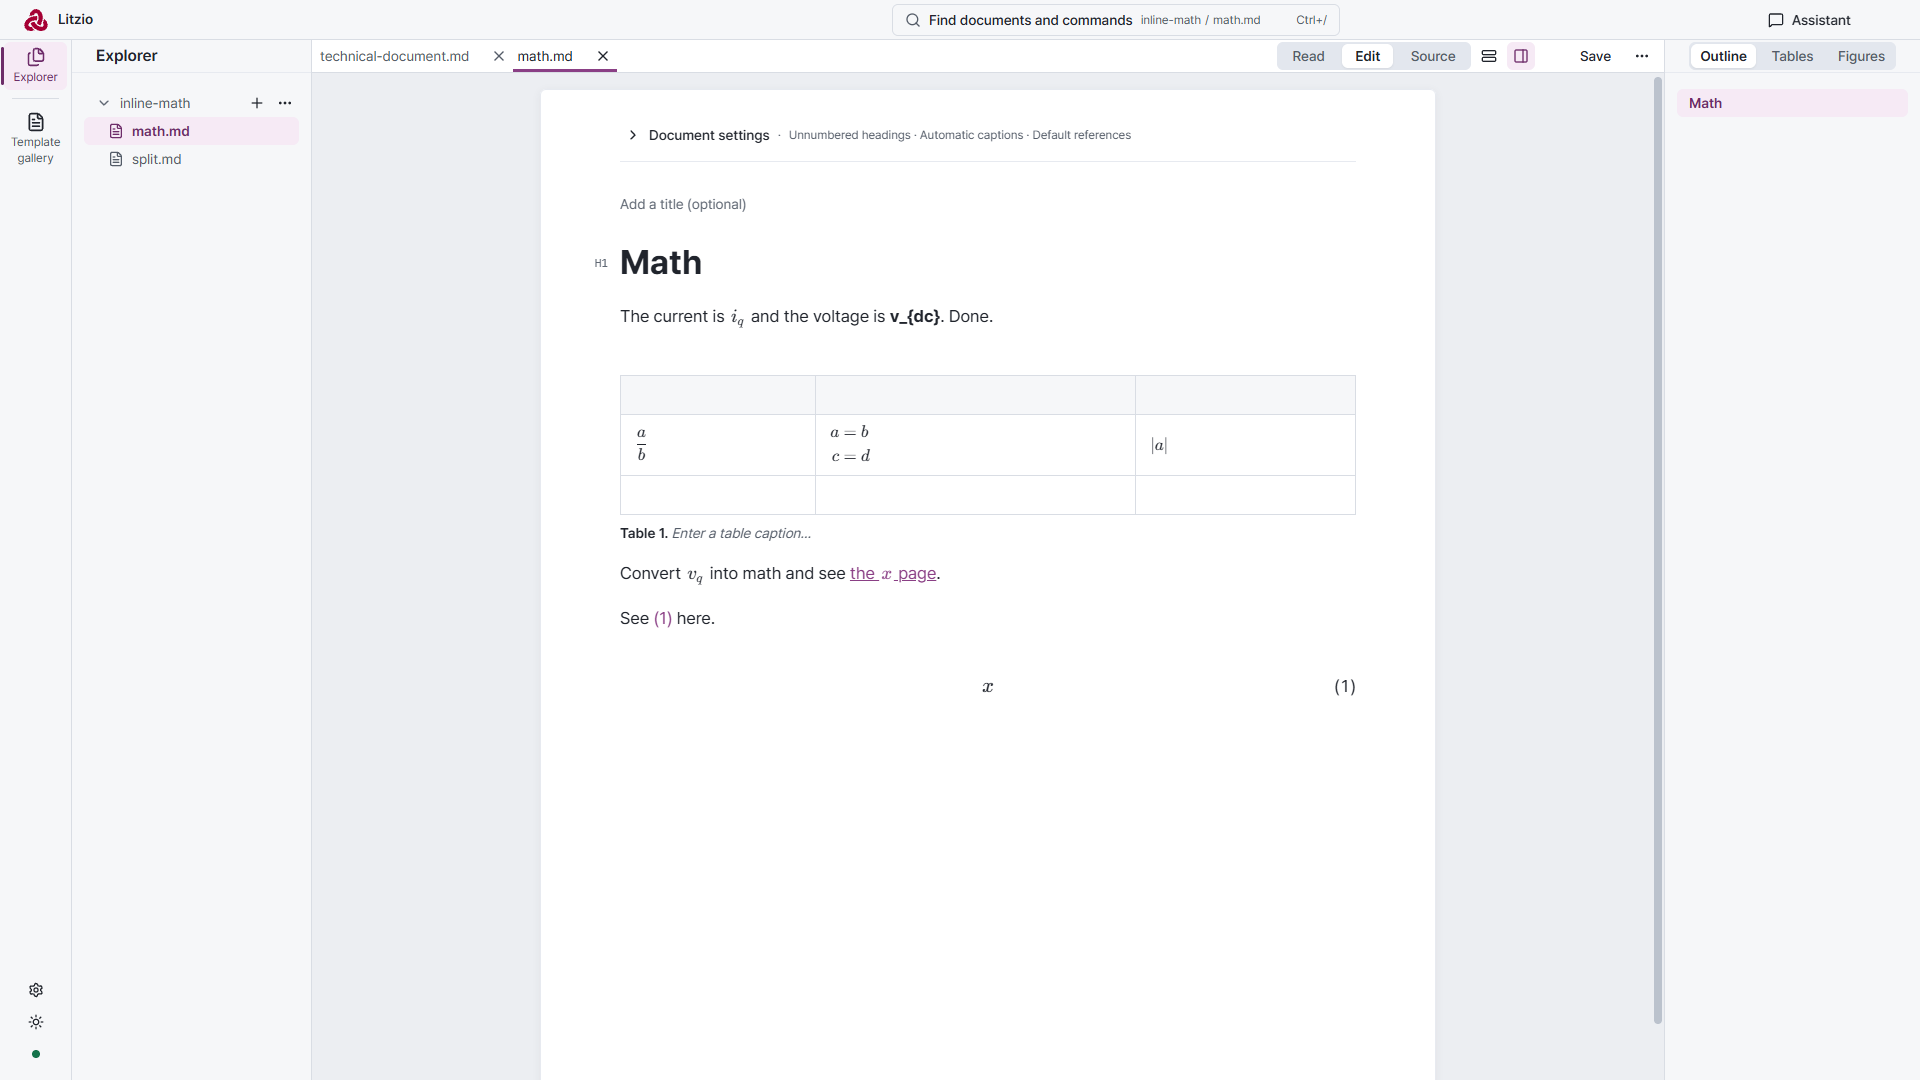 Litzio
Find documents and commands inline-math / math.md Ctrl+/
Assistant
Explorer
Template
gallery
Explorer
inline-math
math.md
split.md
technical-document.md
math.md
Read
Edit
Source
Save
Outline
Tables
Figures
Math
Document settings · Unnumbered headings · Automatic captions · Default references
Add a title (optional)
H1 Math
The current is i_q and the voltage is v_{dc}. Done.
a/b
a = b
c = d
|a|
Table 1. Enter a table caption...
Convert v_q into math and see the x page.
See (1) here.
x (1)